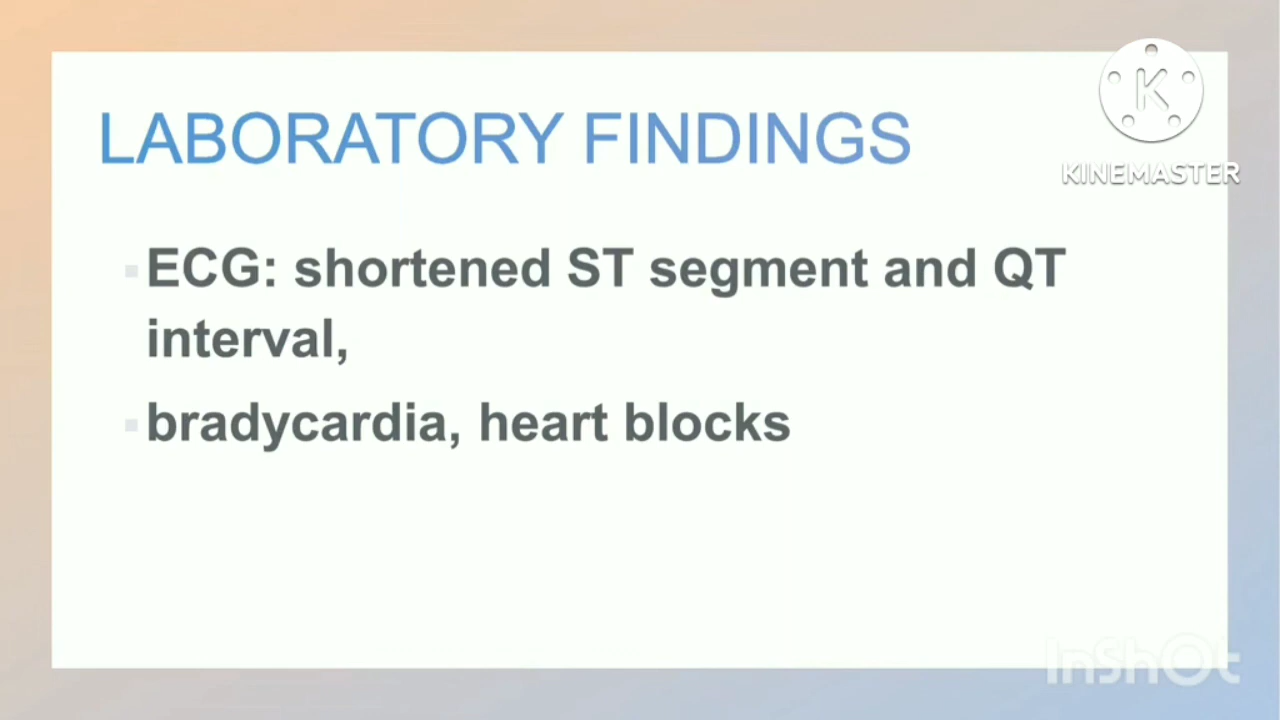 LABORATORY FINDINGS
ECG: shortened ST segment and QT
interval,
bradycardia, heart blocks
K
KINEMASTER
InShOt